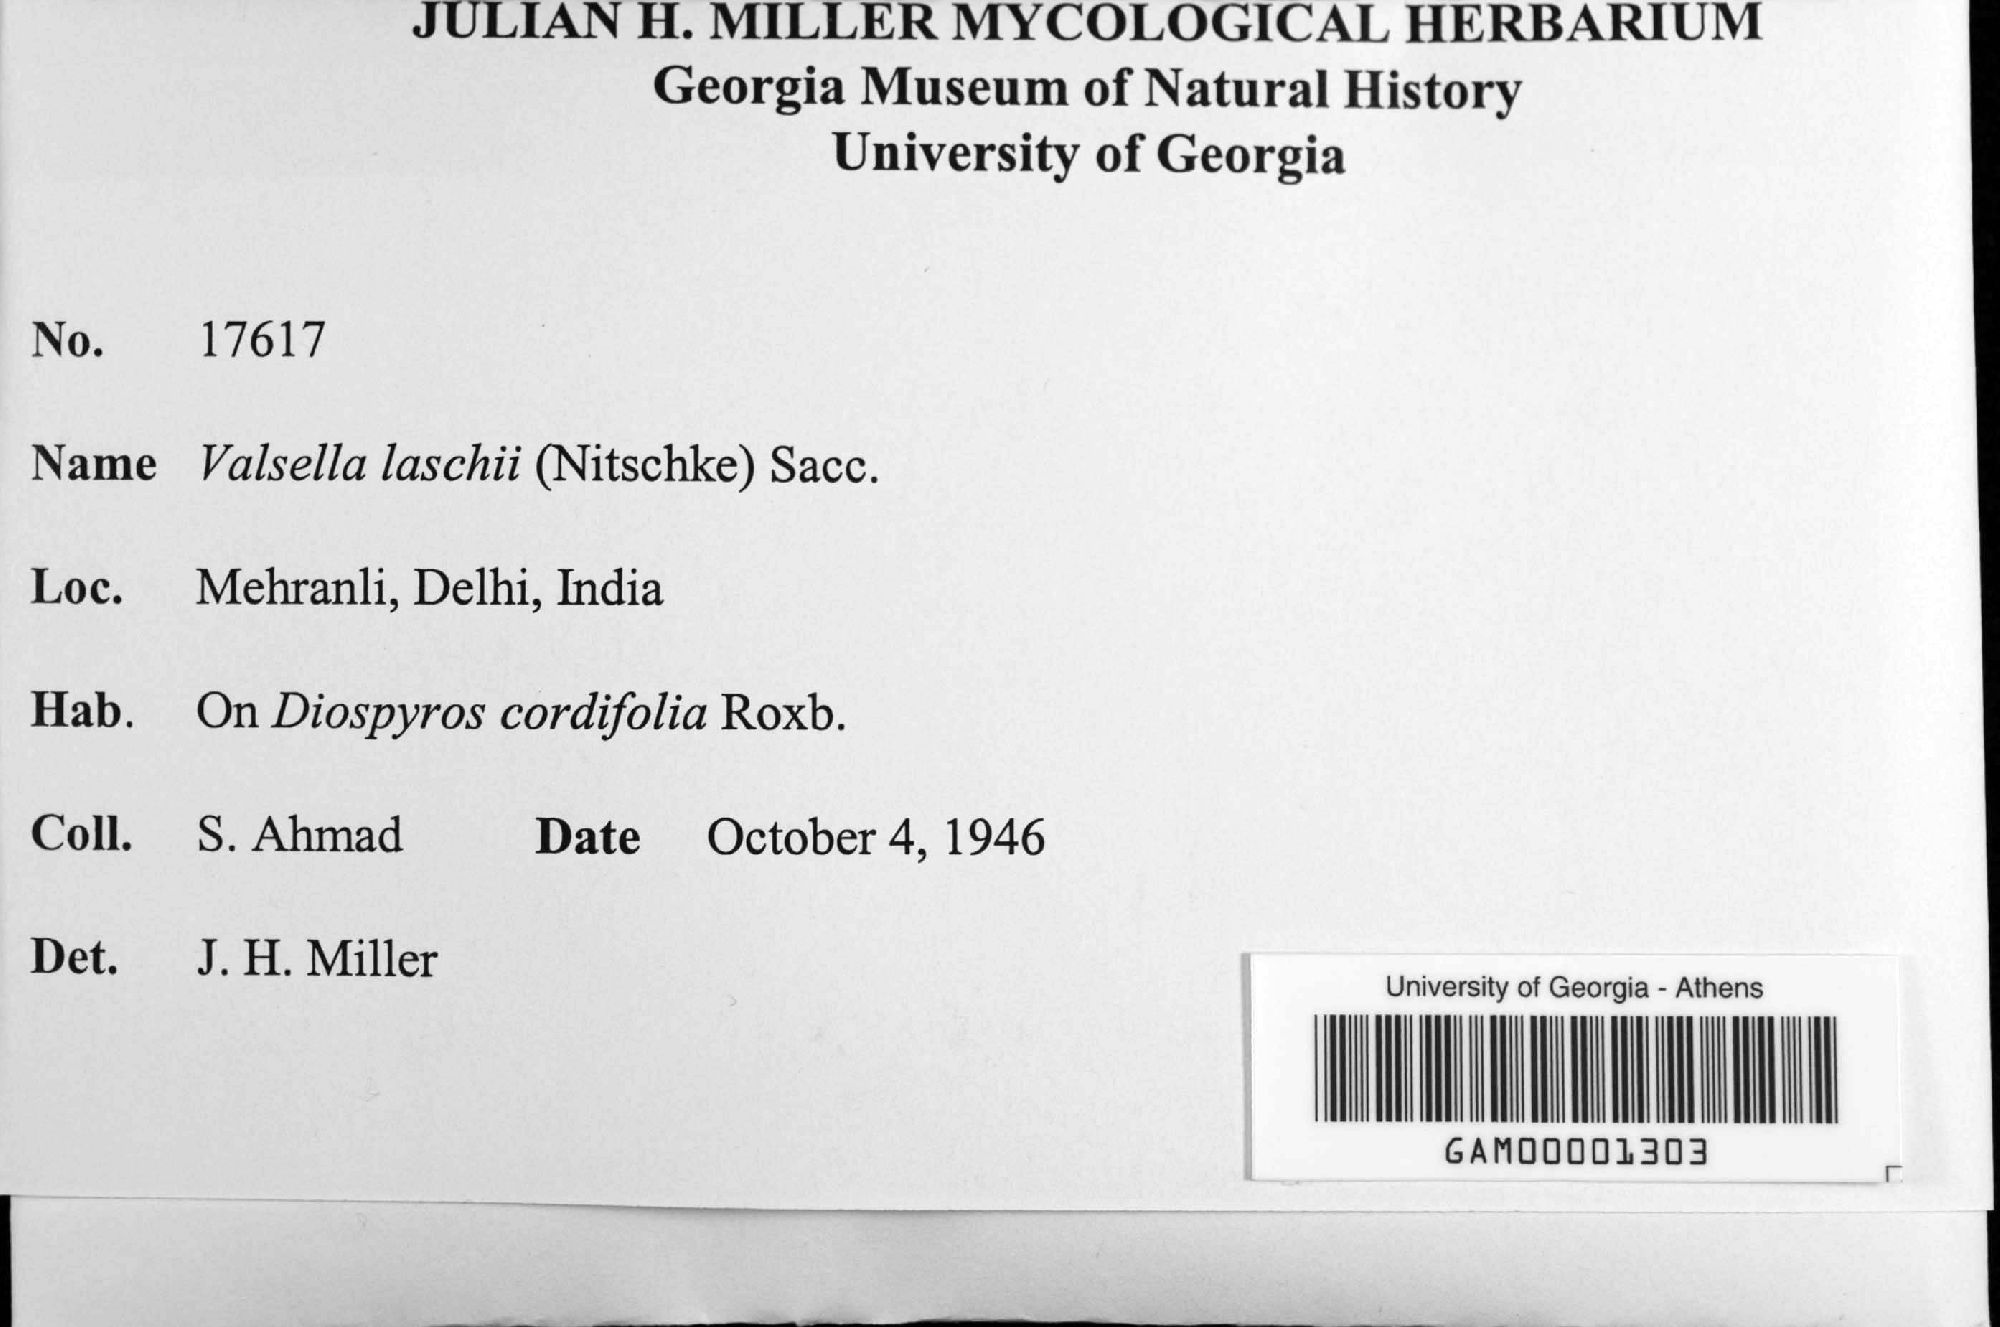 JULIAN H. MILLER MYCOLOGICAL HERBARIUM
Georgia Museum of Natural History
University of Georgia
No. 17617
Name Valsella laschii (Nitschke) Sacc.
Loc. Mehranli, Delhi, India
Hab. On Diospyros cordifolia Roxb.
Coll. S. Ahmad Date October 4, 1946
Det. J. H. Miller
University of Georgia - Athens
GAM00001303